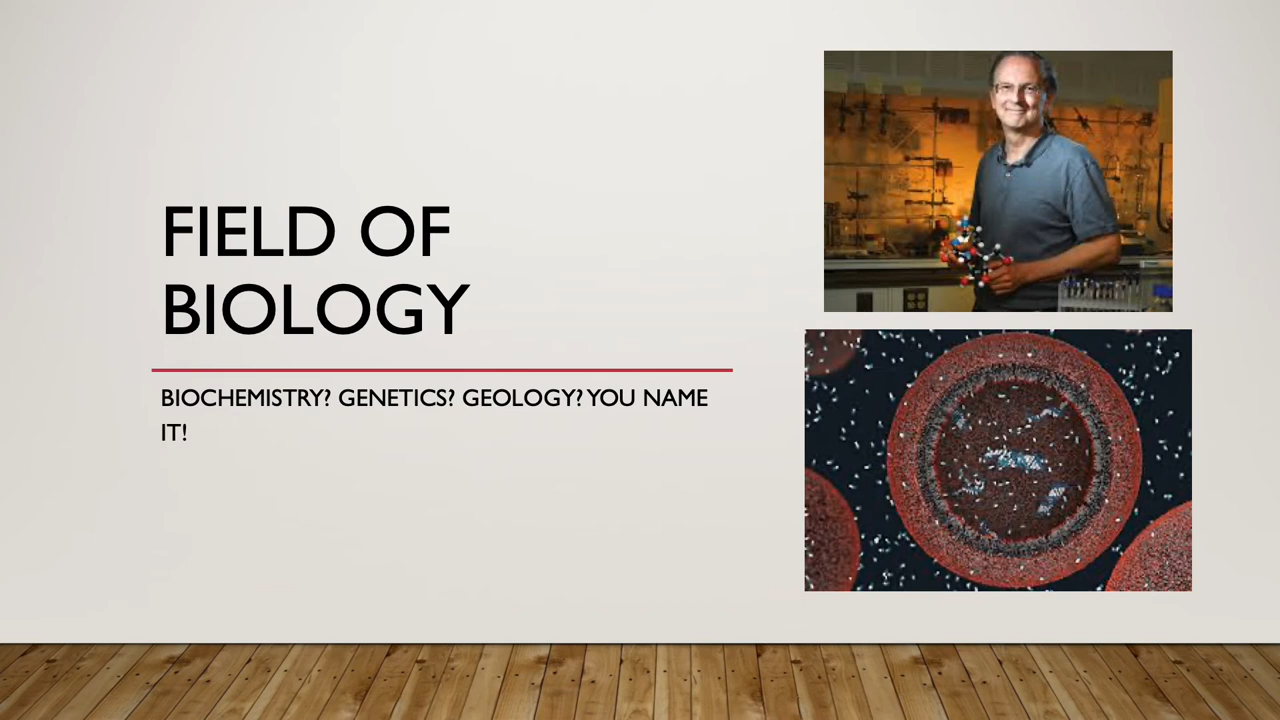 FIELD OF
BIOLOGY
BIOCHEMISTRY? GENETICS? GEOLOGY? YOU NAME
IT!